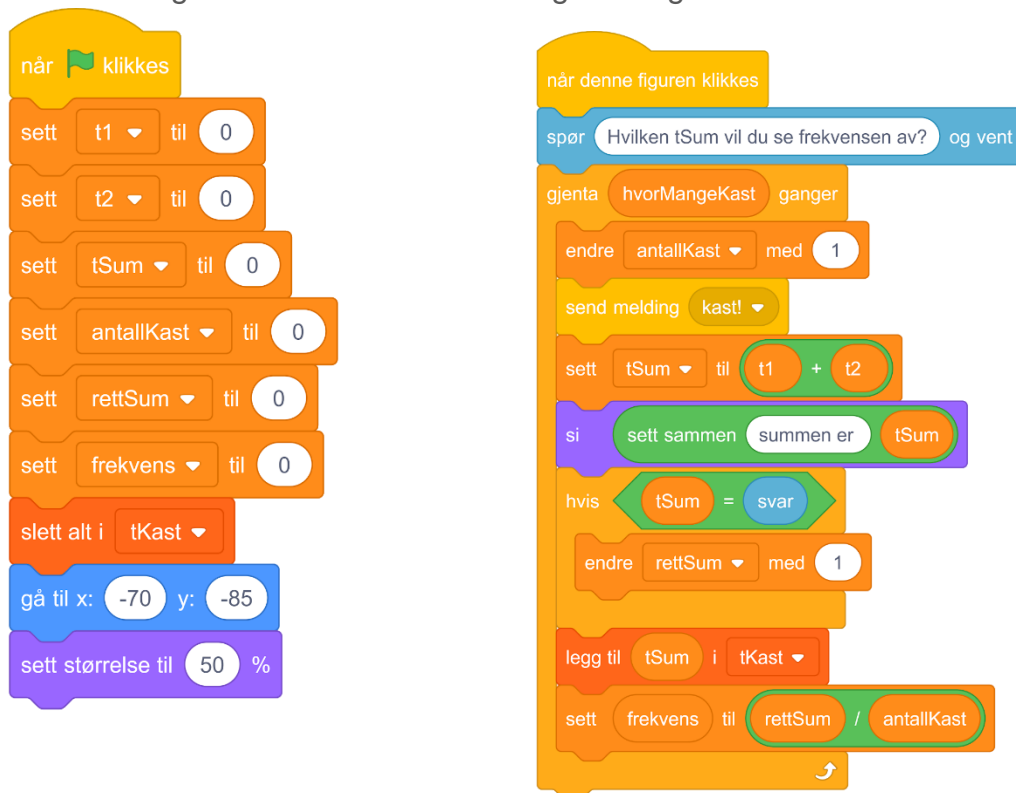 når klikkes
sett t1 til 0
sett t2 til 0
sett tSum til 0
sett antallKast til 0
sett rettSum til 0
sett frekvens til 0
slett alt i tKast
gå til x: -70 y: -85
sett størrelse til 50 %
når denne figuren klikkes
spør Hvilken tSum vil du se frekvensen av? og vent
gjenta hvorMangeKast ganger
endre antallKast med 1
send melding kast!
sett tSum til t1 + t2
si sett sammen summen er tSum
hvis tSum = svar
endre rettSum med 1
legg til tSum i tKast
sett frekvens til rettSum / antallKast